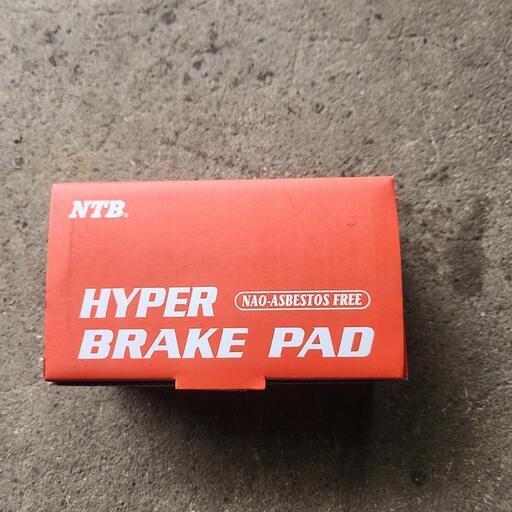 NTB®
HYPER NAO-ASBESTOS FREE
BRAKE PAD